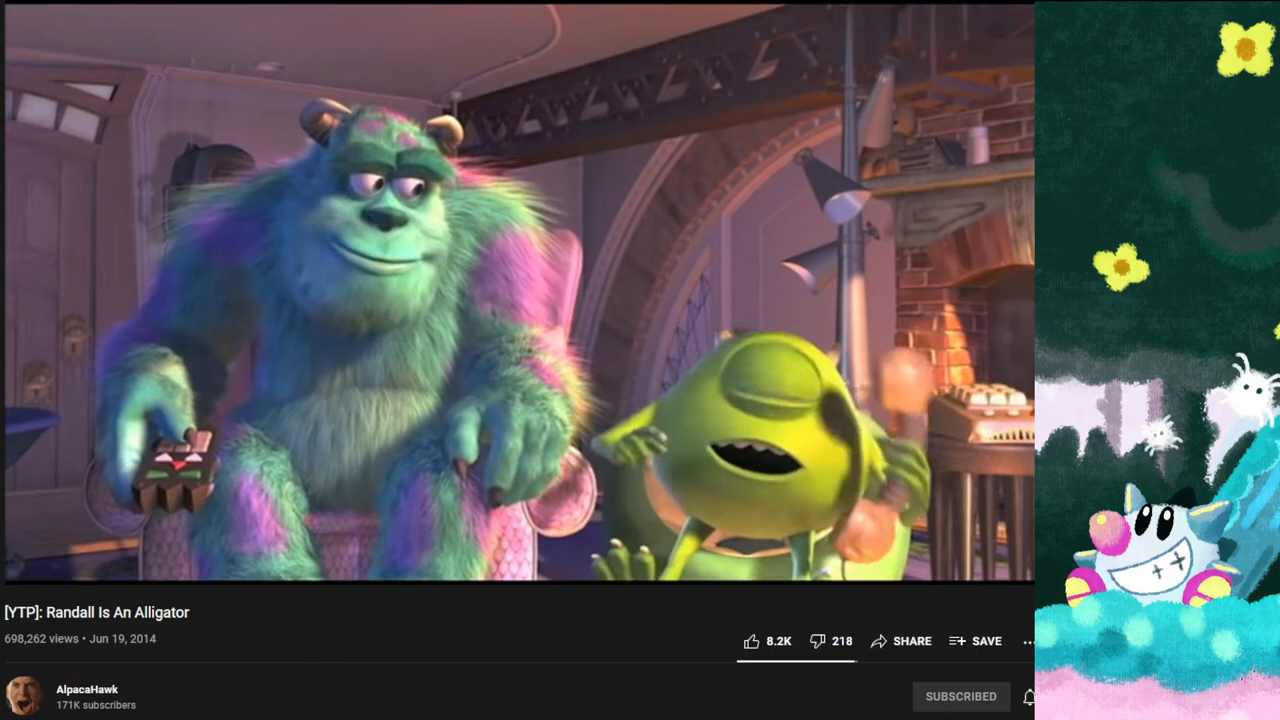 [YTP]: Randall Is An Alligator
698,262 views • Jun 19, 2014
8.2K
218
SHARE
SAVE
AlpacaHawk
171K subscribers
SUBSCRIBED